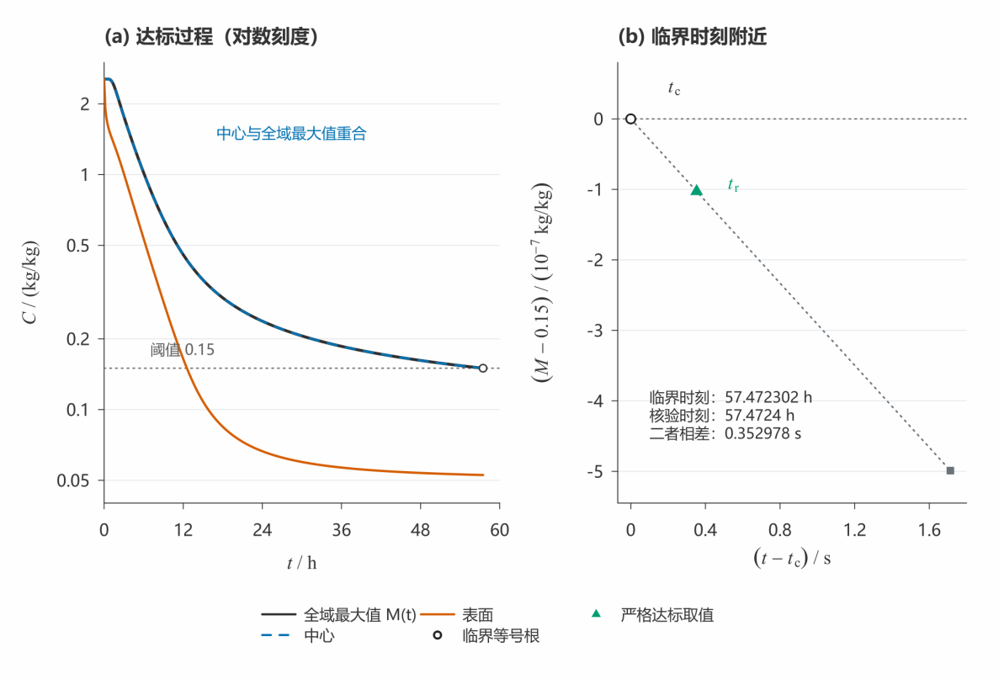 (a) 达标过程（对数刻度）
2
1
0.5
0.2
0.1
0.05
C / (kg/kg)
中心与全域最大值重合
阈值 0.15
0 12 24 36 48 60
t / h
(b) 临界时刻附近
0
-1
-2
-3
-4
-5
(M − 0.15) / (10⁻⁷ kg/kg)
t_c
t_r
临界时刻：57.472302 h
核验时刻：57.4724 h
二者相差：0.352978 s
0 0.4 0.8 1.2 1.6
(t − t_c) / s
全域最大值 M(t) 表面 严格达标取值
中心 临界等号根